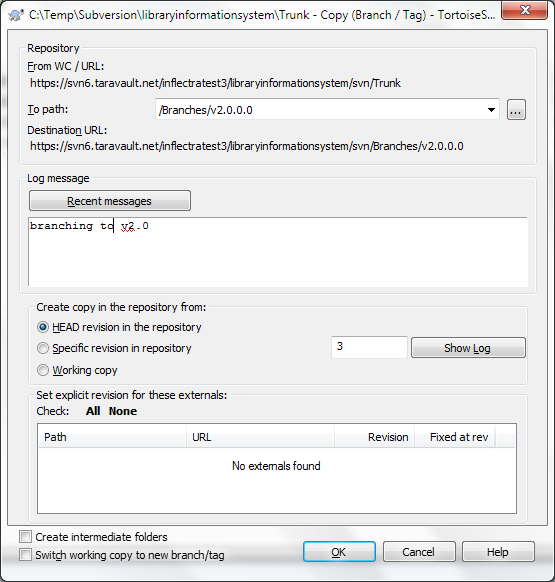 C:\Temp\Subversion\libraryinformationsystem\Trunk - Copy (Branch / Tag) - TortoiseS...
Repository
From WC / URL:
https://svn6.taravault.net/inflectratest3/libraryinformationsystem/svn/Trunk
To path: /Branches/v2.0.0.0 ...
Destination URL:
https://svn6.taravault.net/inflectratest3/libraryinformationsystem/svn/Branches/v2.0.0.0
Log message
Recent messages
branching to v2.0
Create copy in the repository from:
HEAD revision in the repository
Specific revision in repository 3 Show Log
Working copy
Set explicit revision for these externals:
Check: All None
Path URL Revision Fixed at rev
No externals found
Create intermediate folders
Switch working copy to new branch/tag OK Cancel Help